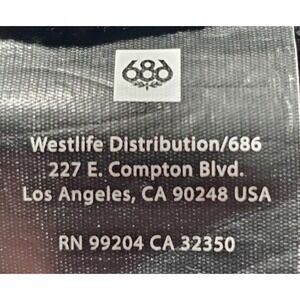 686
Westlife Distribution/686
227 E. Compton Blvd.
Los Angeles, CA 90248 USA
RN 99204 CA 32350